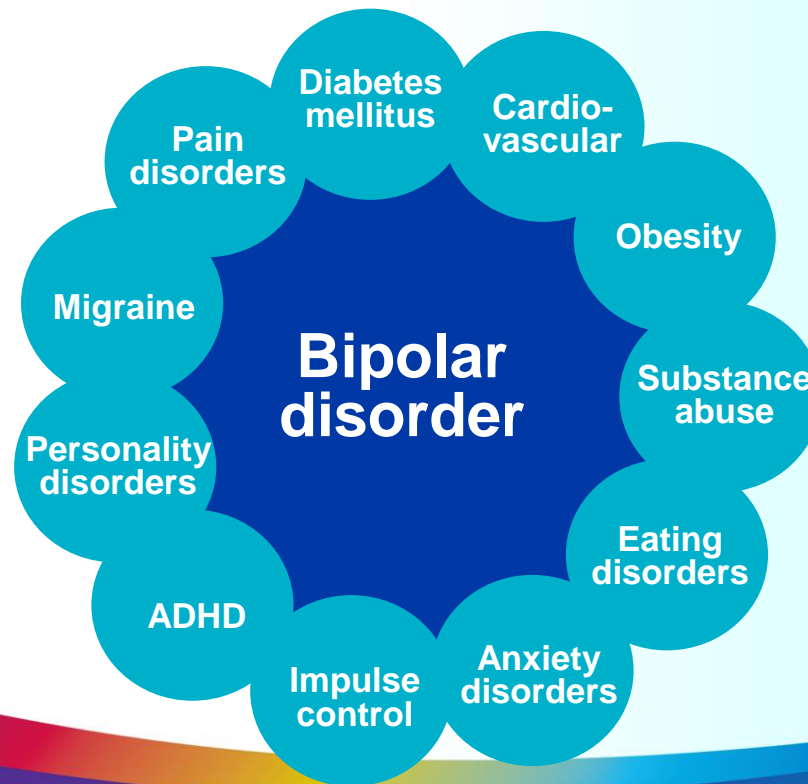 Diabetes
mellitus
Cardio-
vascular
Pain
disorders
Obesity
Migraine
Bipolar
disorder
Substance
abuse
Personality
disorders
Eating
disorders
ADHD
Anxiety
disorders
Impulse
control